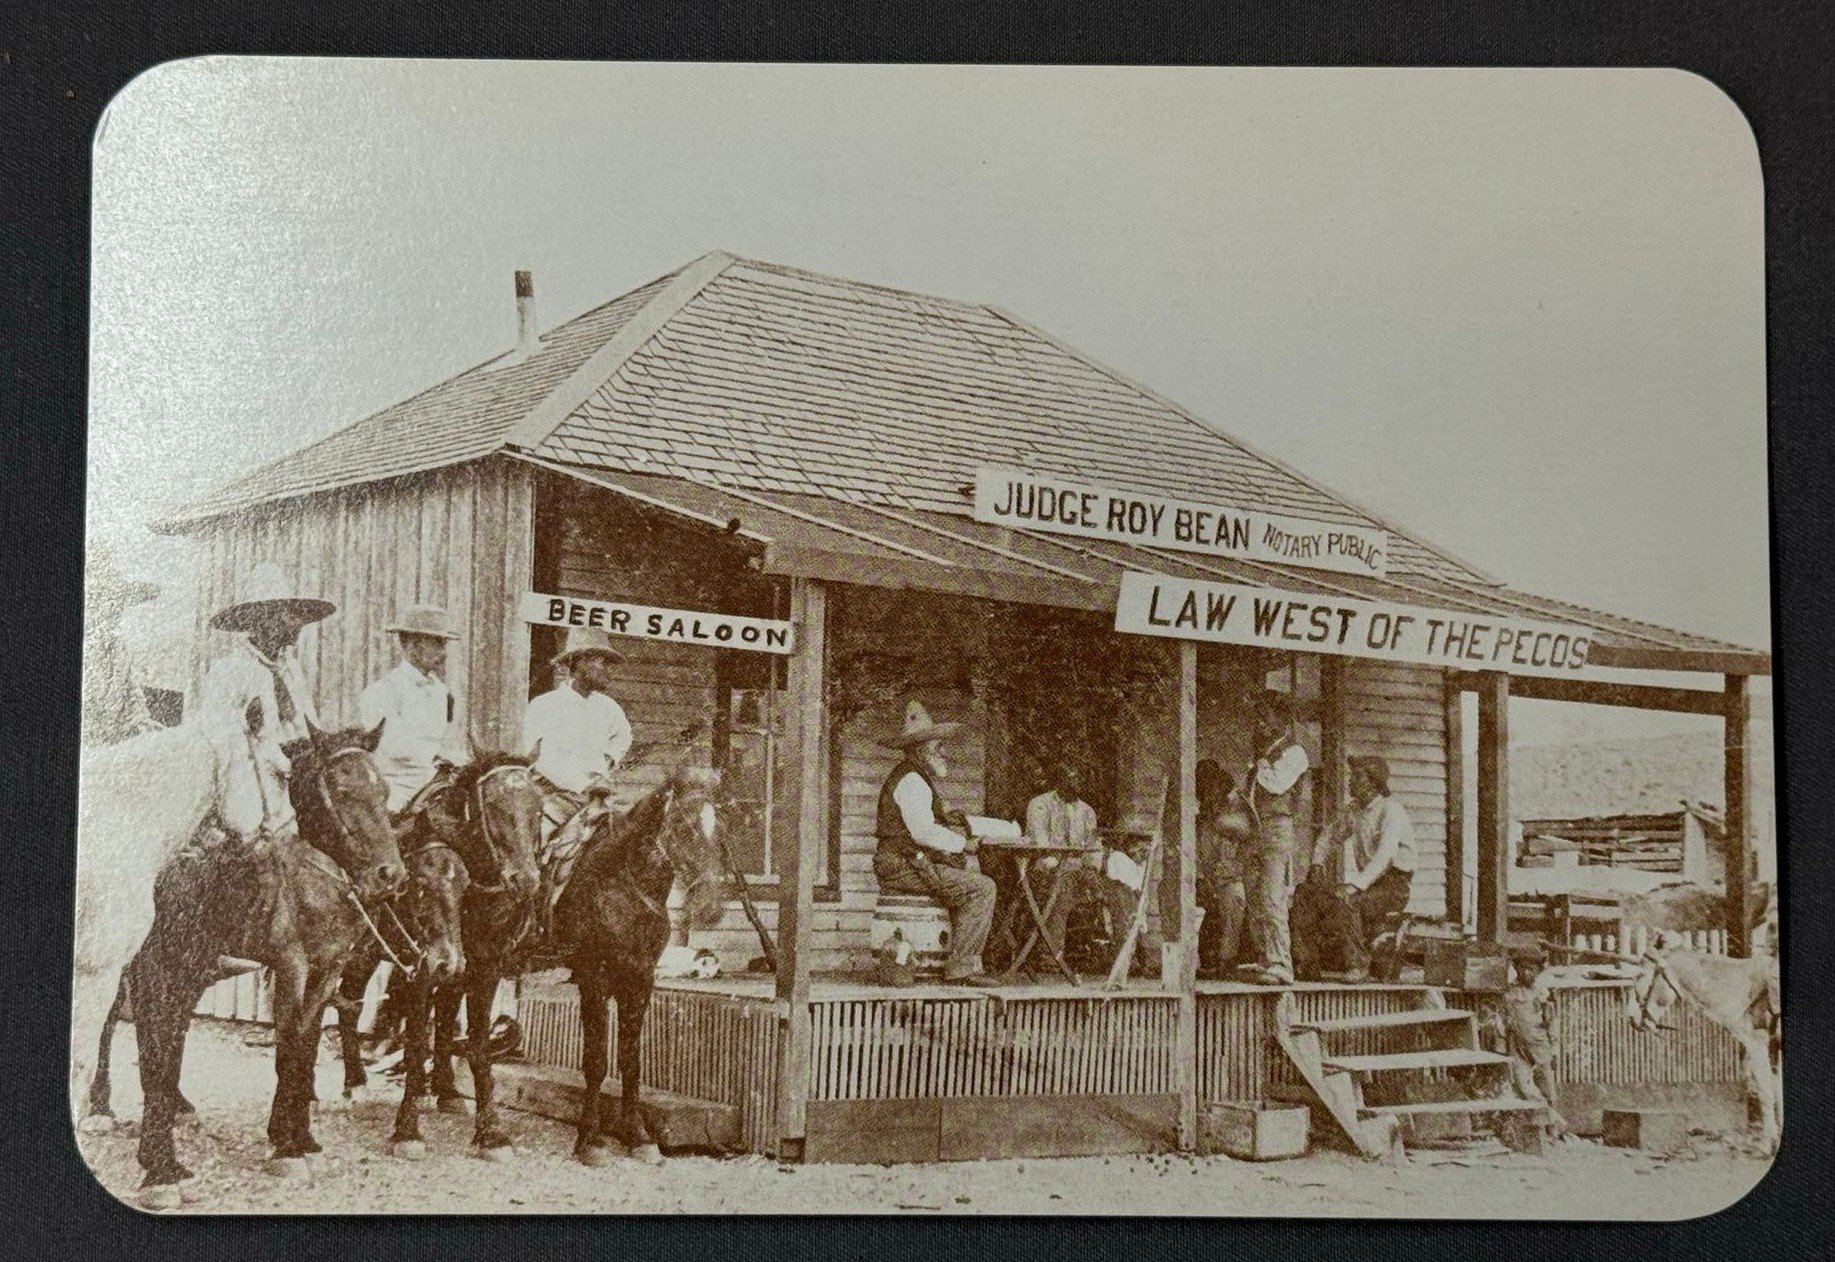 JUDGE ROY BEAN NOTARY PUBLIC
LAW WEST OF THE PECOS
BEER SALOON